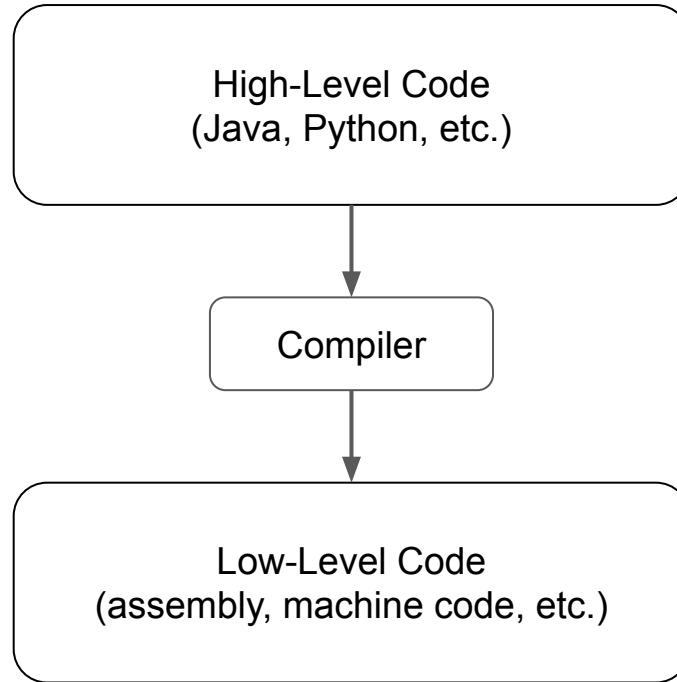 High-Level Code
(Java, Python, etc.)
Compiler
Low-Level Code
(assembly, machine code, etc.)